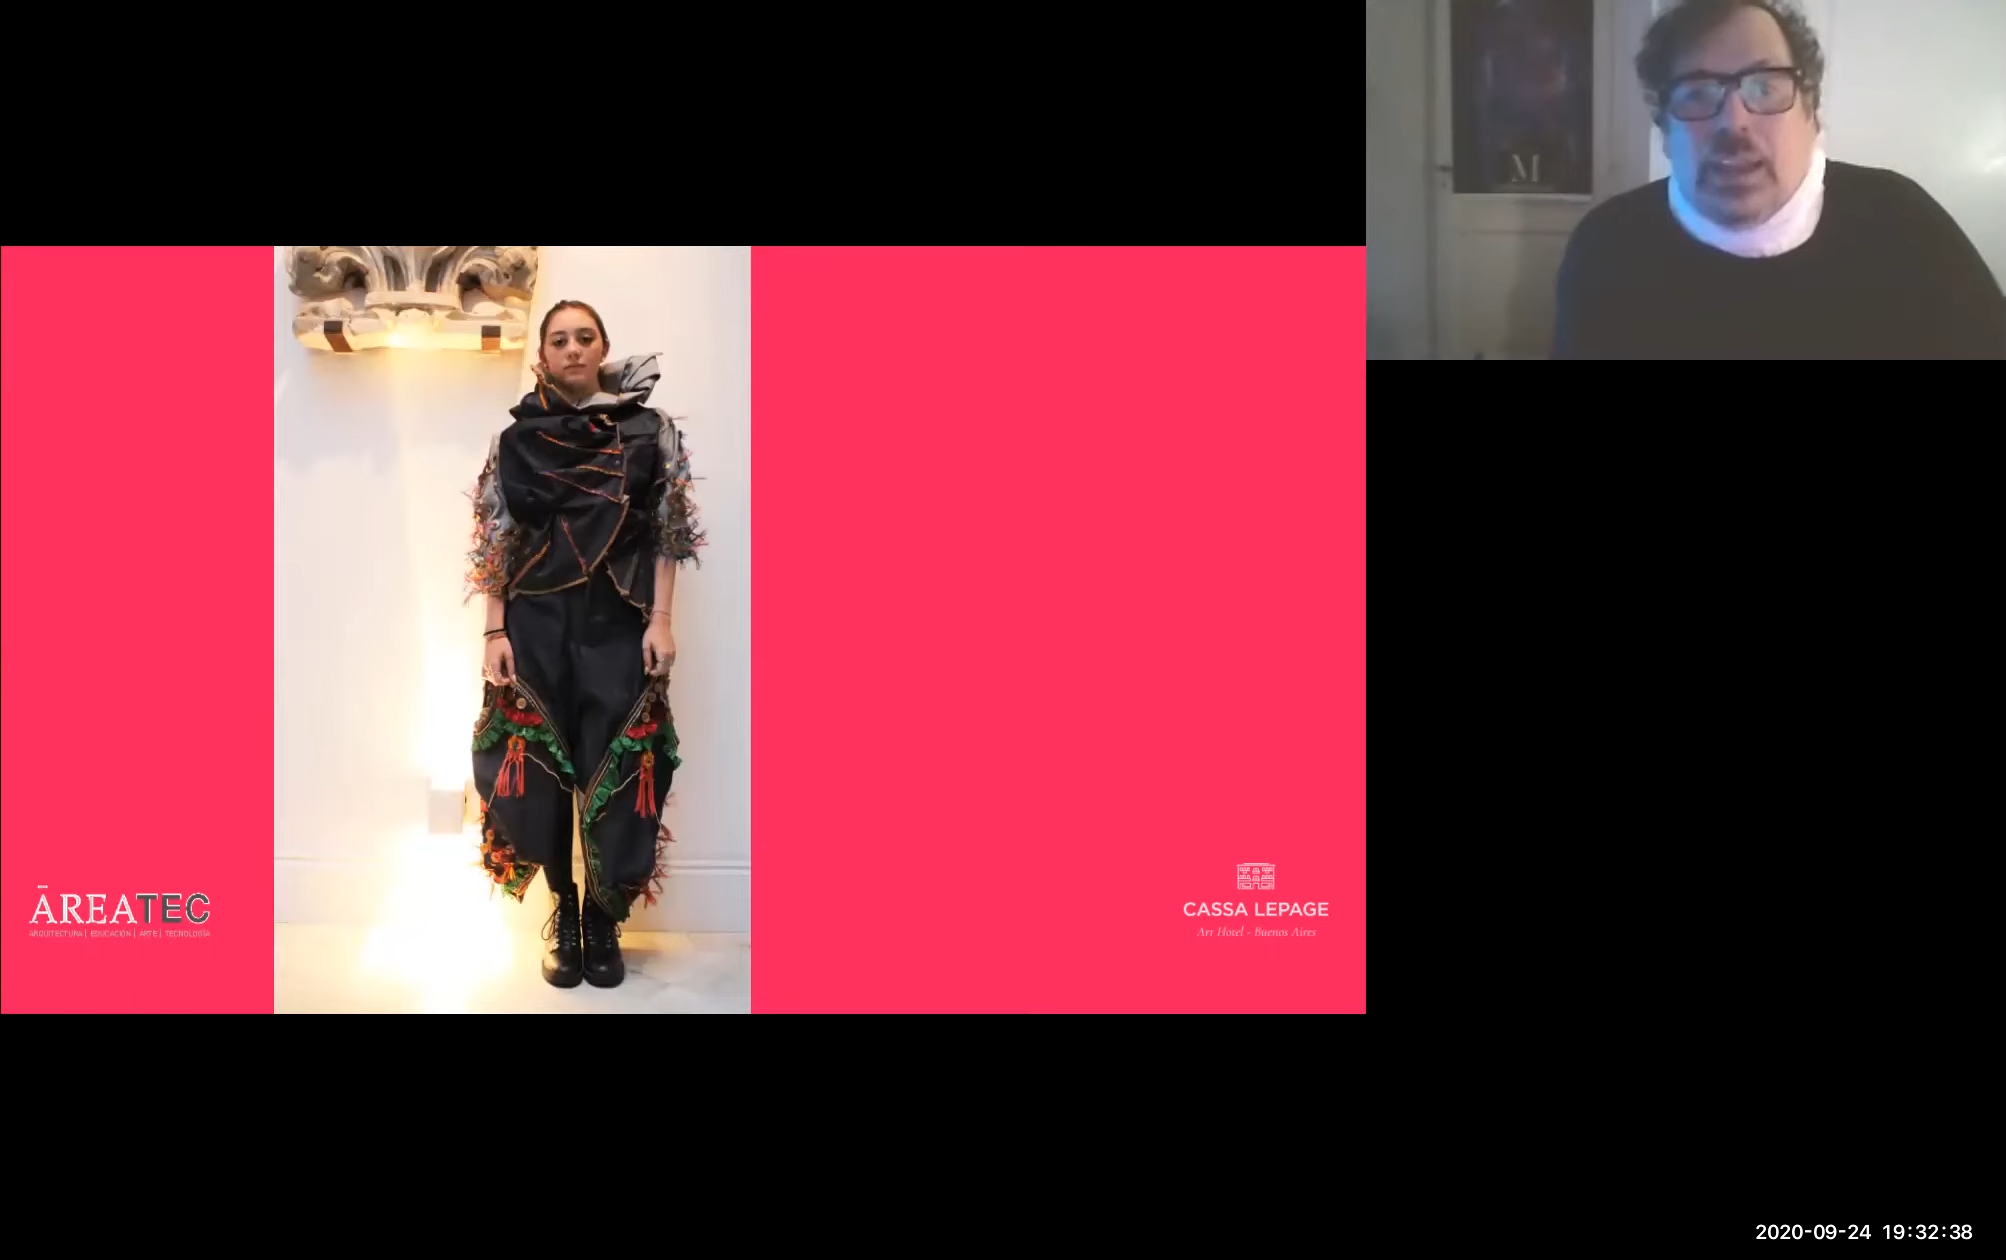 M
ĀREATEC
ARQUITECTURA | EDUCACIÓN | ARTE | TECNOLOGÍA
CASSA LEPAGE
Art Hotel - Buenos Aires
2020-09-24 19:32:38